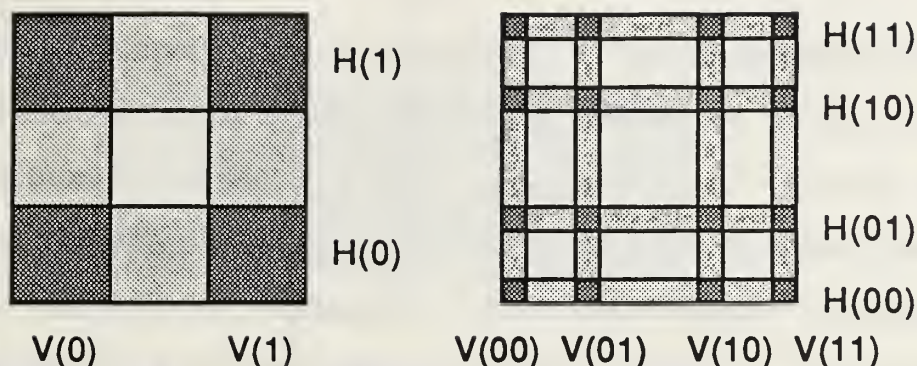 H(1)
H(0)
V(0) V(1)
H(11)
H(10)
H(01)
H(00)
V(00) V(01) V(10) V(11)